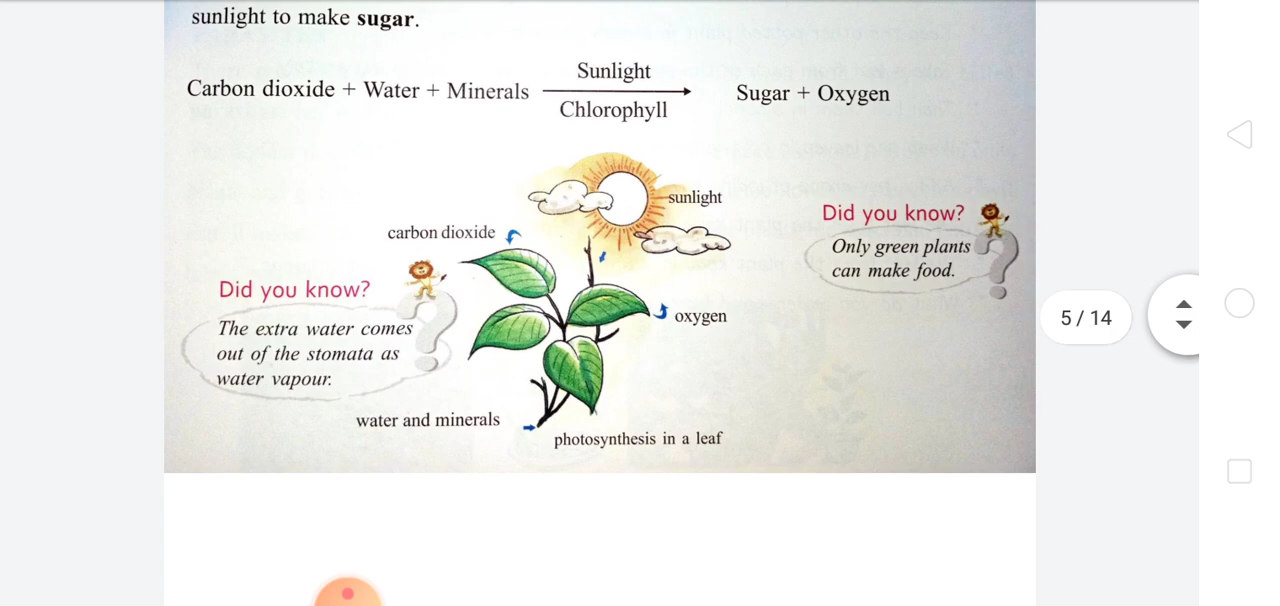 sunlight to make sugar.
Sunlight
Carbon dioxide + Water + Minerals
Sugar + Oxygen
Chlorophyll
sunlight
Did you know?
Only green plants
can make food.
carbon dioxide
Did you know?
The extra water comes
out of the stomata as
water vapour.
oxygen
5 / 14
water and minerals
photosynthesis in a leaf